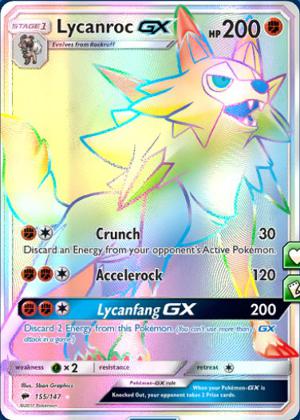 STAGE 1 Lycanroc GX HP 200
Evolves from Rockruff
Crunch 30
Discard an Energy from your opponent's Active Pokémon.
Accelerock 120
Lycanfang GX 200
Discard 2 Energy from this Pokémon. (You can't use more than 1 GX
attack in a game.)
weakness ×2 resistance retreat
Illus. 5ban Graphics
155/147
©2017 Pokémon
Pokémon-GX rule
When your Pokémon-GX is
Knocked Out, your opponent takes 2 Prize cards.